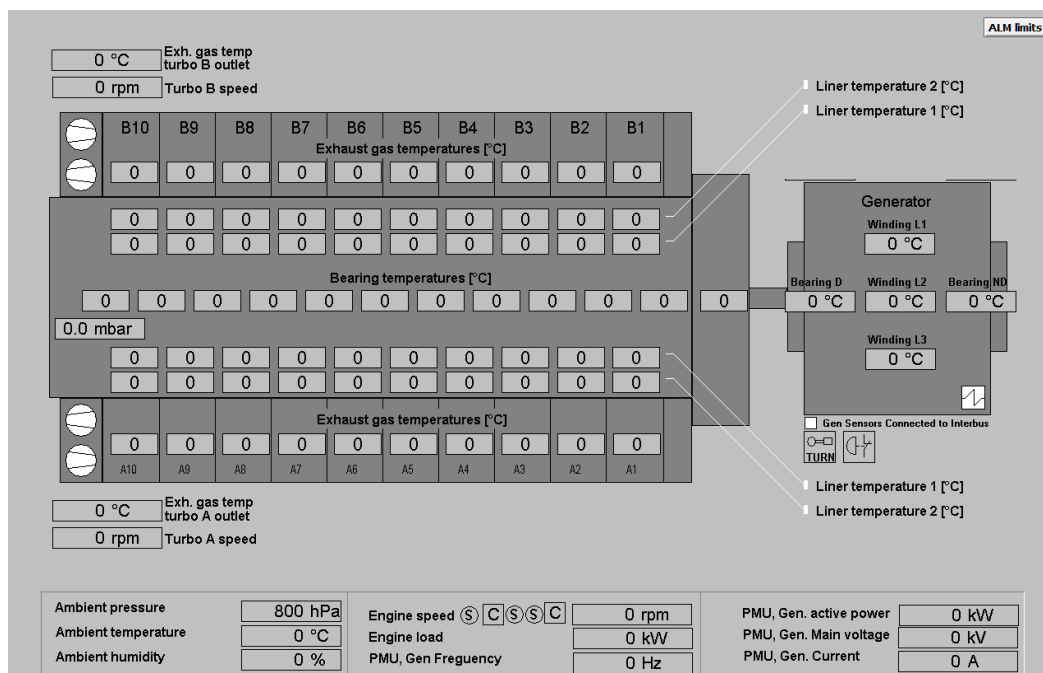 ALM limits
0 °C Exh. gas temp
turbo B outlet
0 rpm Turbo B speed
Liner temperature 2 [°C]
Liner temperature 1 [°C]
B10 B9 B8 B7 B6 B5 B4 B3 B2 B1
Exhaust gas temperatures [°C]
0 0 0 0 0 0 0 0 0 0
0 0 0 0 0 0 0 0 0 0
0 0 0 0 0 0 0 0 0 0
Bearing temperatures [°C]
0 0 0 0 0 0 0 0 0 0 0 0
0.0 mbar
0 0 0 0 0 0 0 0 0 0
0 0 0 0 0 0 0 0 0 0
Exhaust gas temperatures [°C]
0 0 0 0 0 0 0 0 0 0
A10 A9 A8 A7 A6 A5 A4 A3 A2 A1
Generator
Winding L1
0 °C
Bearing D Winding L2 Bearing ND
0 °C 0 °C 0 °C
Winding L3
0 °C
Gen Sensors Connected to Interbus
TURN
Liner temperature 1 [°C]
Liner temperature 2 [°C]
0 °C Exh. gas temp
turbo A outlet
0 rpm Turbo A speed
Ambient pressure 800 hPa
Ambient temperature 0 °C
Ambient humidity 0 %
Engine speed S C S S C 0 rpm
Engine load 0 kW
PMU, Gen Freguency 0 Hz
PMU, Gen. active power 0 kW
PMU, Gen. Main voltage 0 kV
PMU, Gen. Current 0 A